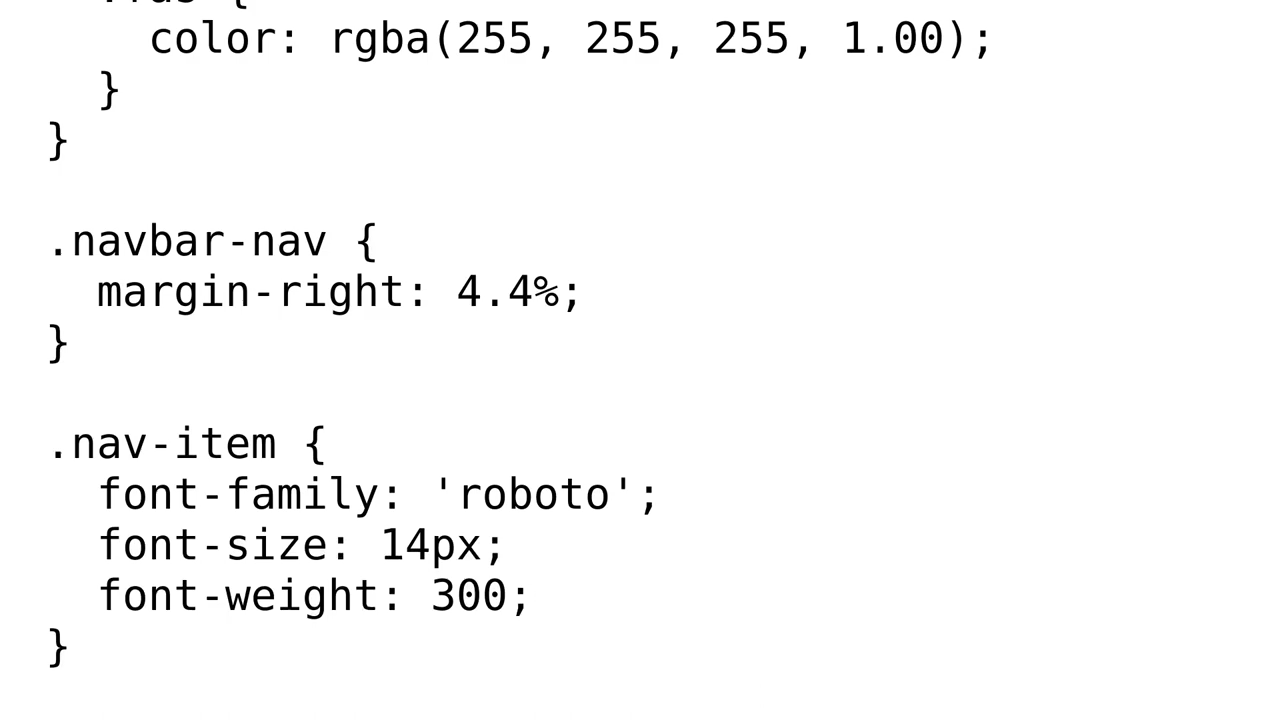 {
color: rgba(255, 255, 255, 1.00);
}
}
.navbar-nav {
margin-right: 4.4%;
}
.nav-item {
font-family: 'roboto';
font-size: 14px;
font-weight: 300;
}